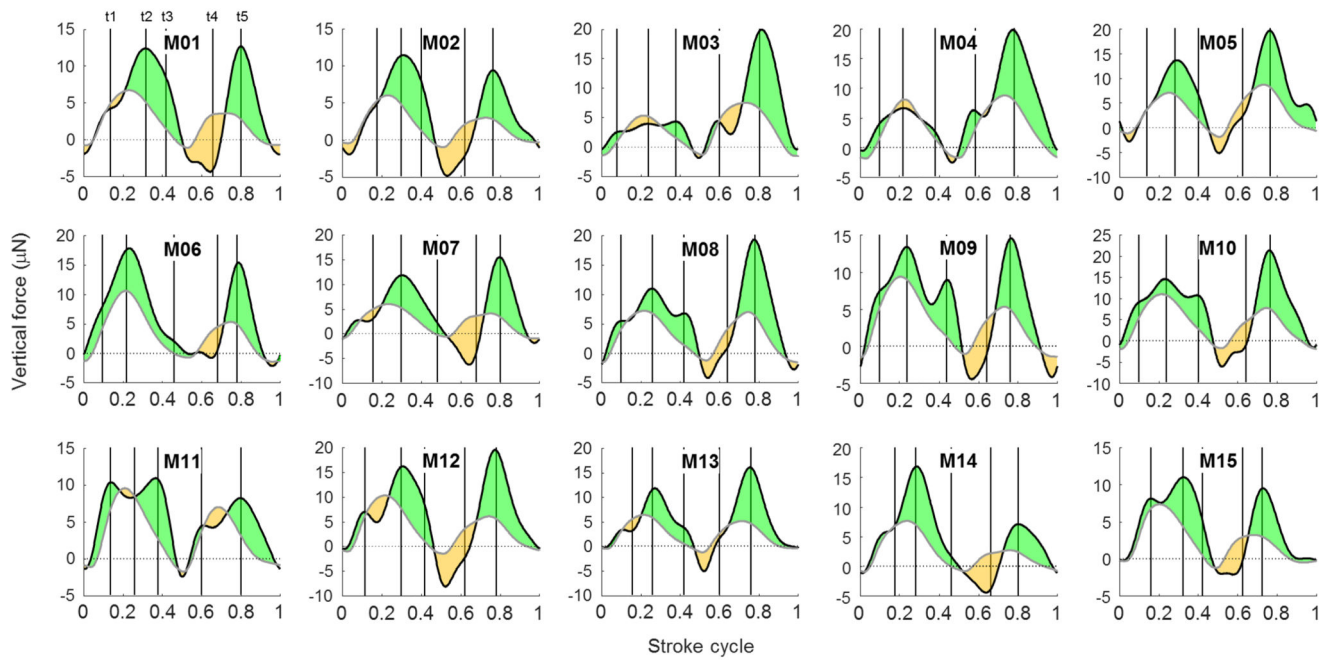 t1 t2 t3 t4 t5
M01 M02 M03 M04 M05
15 15 20 20 20
10 10 15 15 15
5 5 10 10 10
0 0 5 5 5
-5 -5 0 0 0
-5 -5 -5
-10
0 0.2 0.4 0.6 0.8 1 0 0.2 0.4 0.6 0.8 1 0 0.2 0.4 0.6 0.8 1 0 0.2 0.4 0.6 0.8 1 0 0.2 0.4 0.6 0.8 1
Vertical force (μN)
M06 M07 M08 M09 M10
20 20 20 15 25
15 15 15 10 20
10 10 10 5 15
5 5 5 0 10
0 0 0 -5 5
-5 -5 -5 0
-10 -5
-10
0 0.2 0.4 0.6 0.8 1 0 0.2 0.4 0.6 0.8 1 0 0.2 0.4 0.6 0.8 1 0 0.2 0.4 0.6 0.8 1 0 0.2 0.4 0.6 0.8 1
M11 M12 M13 M14 M15
15 20 20 20 15
10 15 15 15 10
5 10 10 10 5
0 5 5 5 0
-5 0 0 0 -5
-5 -5 -5
-10 -10
0 0.2 0.4 0.6 0.8 1 0 0.2 0.4 0.6 0.8 1 0 0.2 0.4 0.6 0.8 1 0 0.2 0.4 0.6 0.8 1 0 0.2 0.4 0.6 0.8 1
Stroke cycle